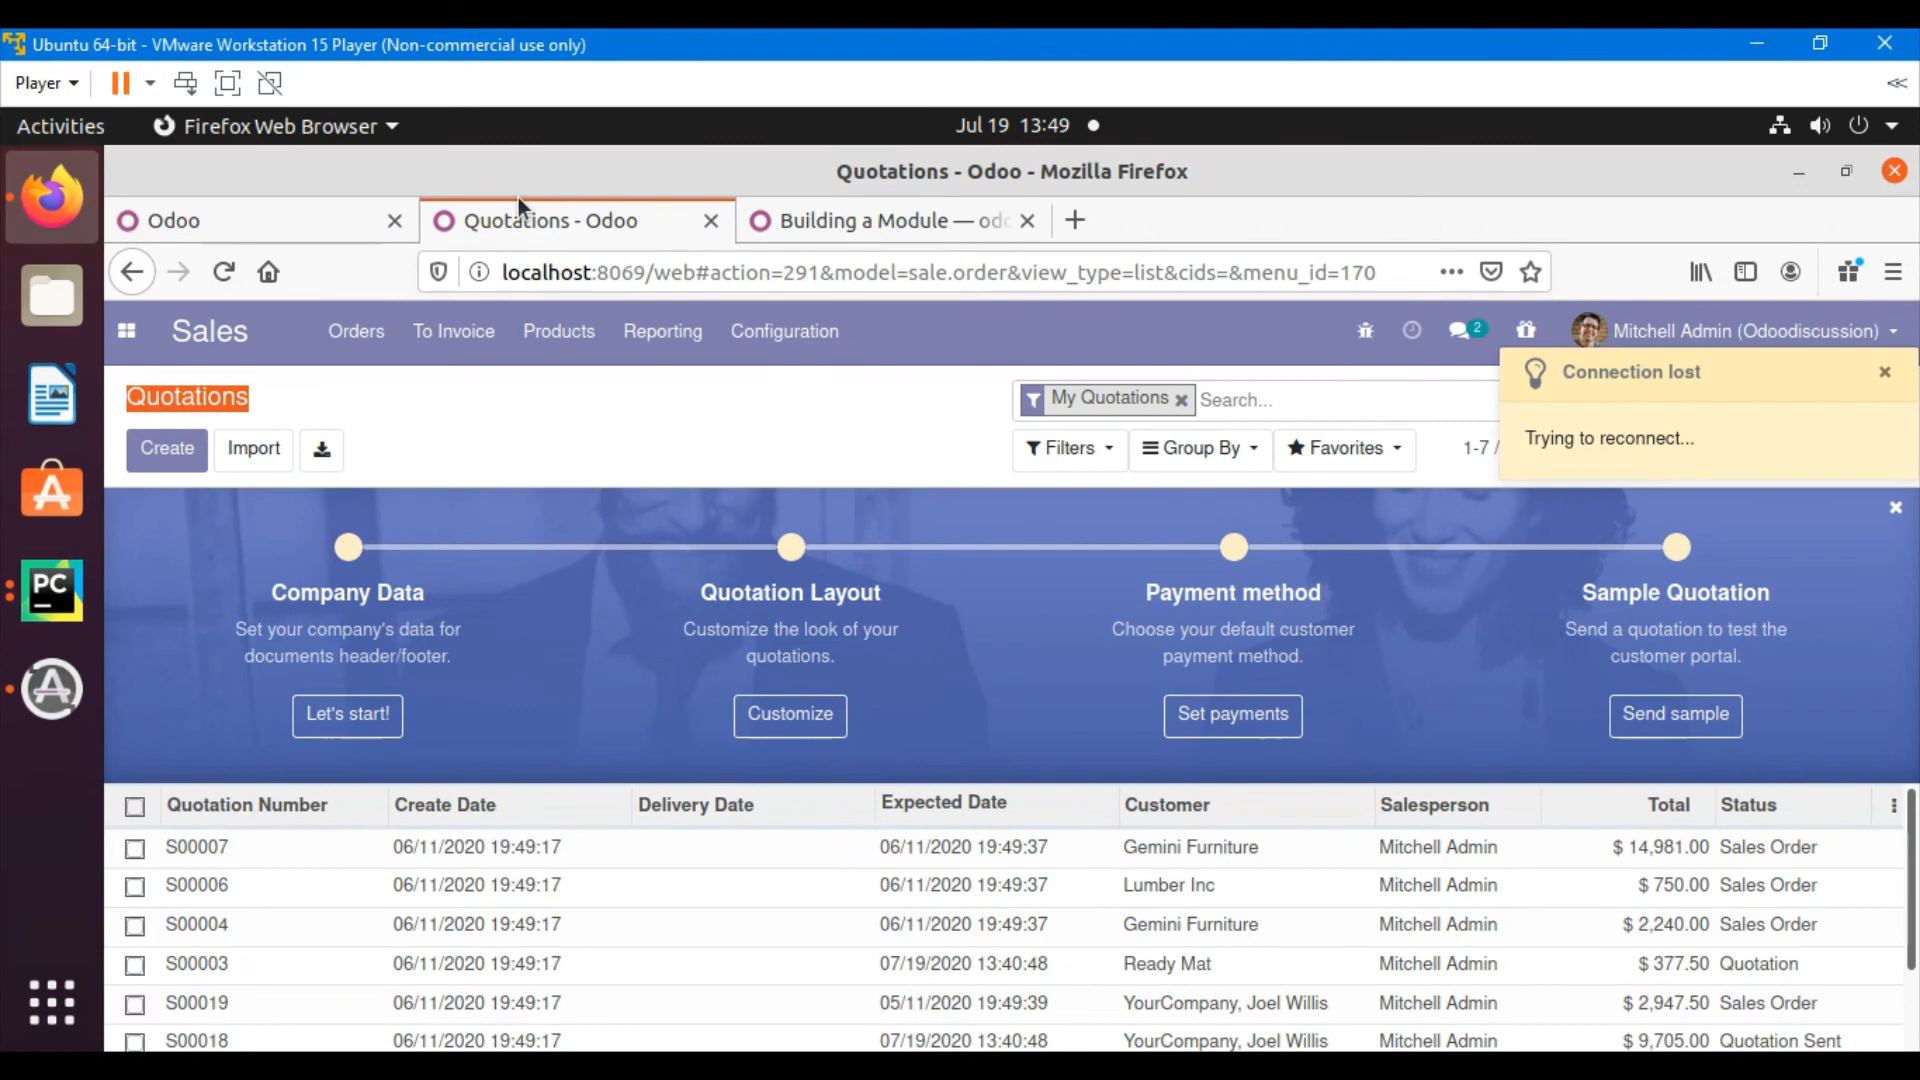 Ubuntu 64-bit - VMware Workstation 15 Player (Non-commercial use only)
Player
Activities
Firefox Web Browser
Jul 19 13:49
Quotations - Odoo - Mozilla Firefox
Odoo
Quotations - Odoo
Building a Module — odo
localhost:8069/web#action=291&model=sale.order&view_type=list&cids=&menu_id=170
Sales
Orders
To Invoice
Products
Reporting
Configuration
2
Mitchell Admin (Odoodiscussion)
Quotations
My Quotations
Search...
Connection lost
Trying to reconnect...
Create
Import
Filters
Group By
Favorites
1-7 /
Company Data
Set your company's data for
documents header/footer.
Let's start!
Quotation Layout
Customize the look of your
quotations.
Customize
Payment method
Choose your default customer
payment method.
Set payments
Sample Quotation
Send a quotation to test the
customer portal.
Send sample
Quotation Number Create Date Delivery Date Expected Date Customer Salesperson Total Status
S00007 06/11/2020 19:49:17 06/11/2020 19:49:37 Gemini Furniture Mitchell Admin $ 14,981.00 Sales Order
S00006 06/11/2020 19:49:17 06/11/2020 19:49:37 Lumber Inc Mitchell Admin $ 750.00 Sales Order
S00004 06/11/2020 19:49:17 06/11/2020 19:49:37 Gemini Furniture Mitchell Admin $ 2,240.00 Sales Order
S00003 06/11/2020 19:49:17 07/19/2020 13:40:48 Ready Mat Mitchell Admin $ 377.50 Quotation
S00019 06/11/2020 19:49:17 05/11/2020 19:49:39 YourCompany, Joel Willis Mitchell Admin $ 2,947.50 Sales Order
S00018 06/11/2020 19:49:17 07/19/2020 13:40:48 YourCompany, Joel Willis Mitchell Admin $ 9,705.00 Quotation Sent
PC